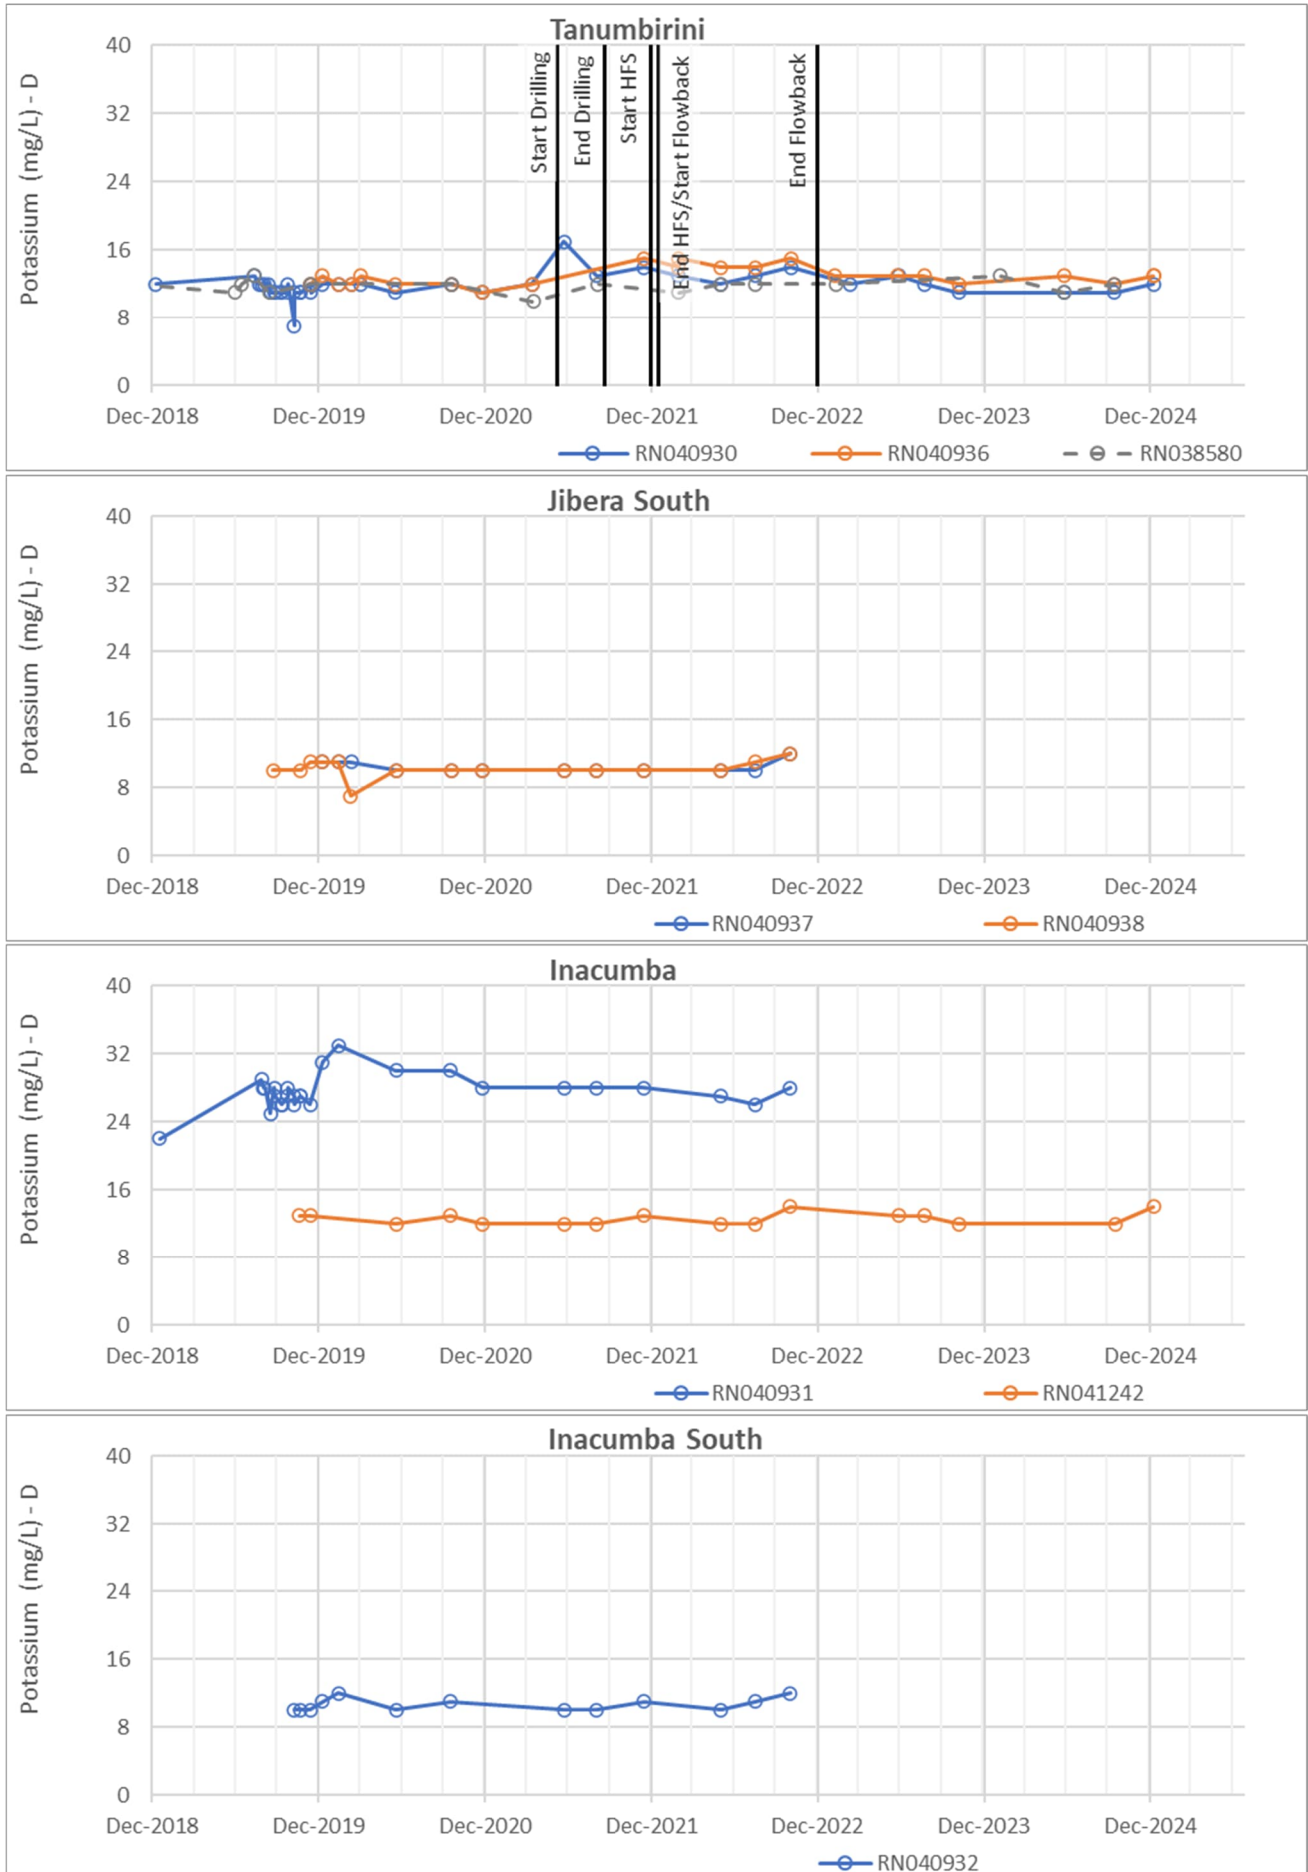 Tanumbirini
Potassium (mg/L) - D
40
32
24
16
8
0
Start Drilling
End Drilling
Start HFS
End HFS/Start Flowback
End Flowback
Dec-2018 Dec-2019 Dec-2020 Dec-2021 Dec-2022 Dec-2023 Dec-2024
RN040930 RN040936 RN038580
Jibera South
Potassium (mg/L) - D
40
32
24
16
8
0
Dec-2018 Dec-2019 Dec-2020 Dec-2021 Dec-2022 Dec-2023 Dec-2024
RN040937 RN040938
Inacumba
Potassium (mg/L) - D
40
32
24
16
8
0
Dec-2018 Dec-2019 Dec-2020 Dec-2021 Dec-2022 Dec-2023 Dec-2024
RN040931 RN041242
Inacumba South
Potassium (mg/L) - D
40
32
24
16
8
0
Dec-2018 Dec-2019 Dec-2020 Dec-2021 Dec-2022 Dec-2023 Dec-2024
RN040932